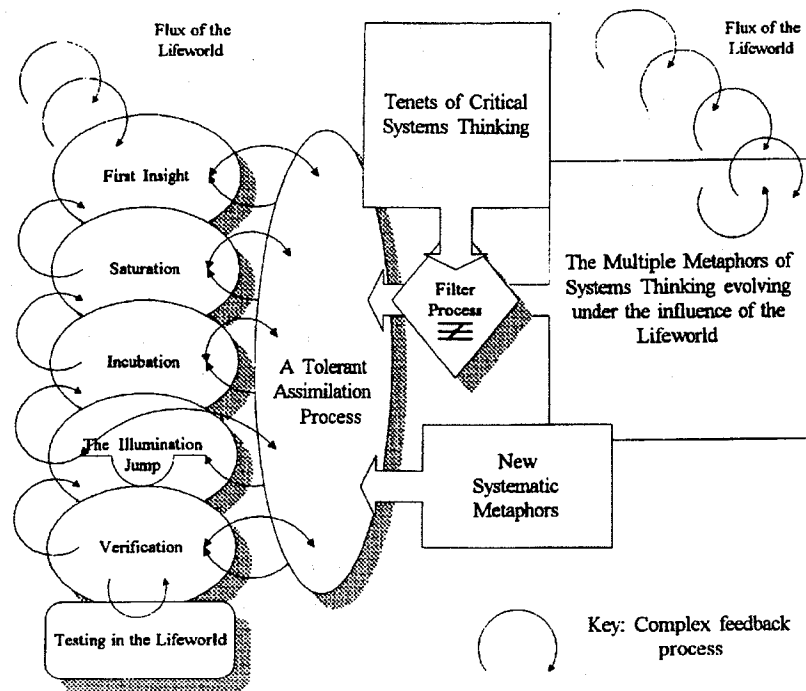 Flux of the
Lifeworld
Flux of the
Lifeworld
Tenets of Critical
Systems Thinking
First Insight
Saturation
Incubation
The Illumination
Jump
Verification
Testing in the Lifeworld
A Tolerant
Assimilation
Process
Filter
Process
The Multiple Metaphors of
Systems Thinking evolving
under the influence of the
Lifeworld
New
Systematic
Metaphors
Key: Complex feedback
process